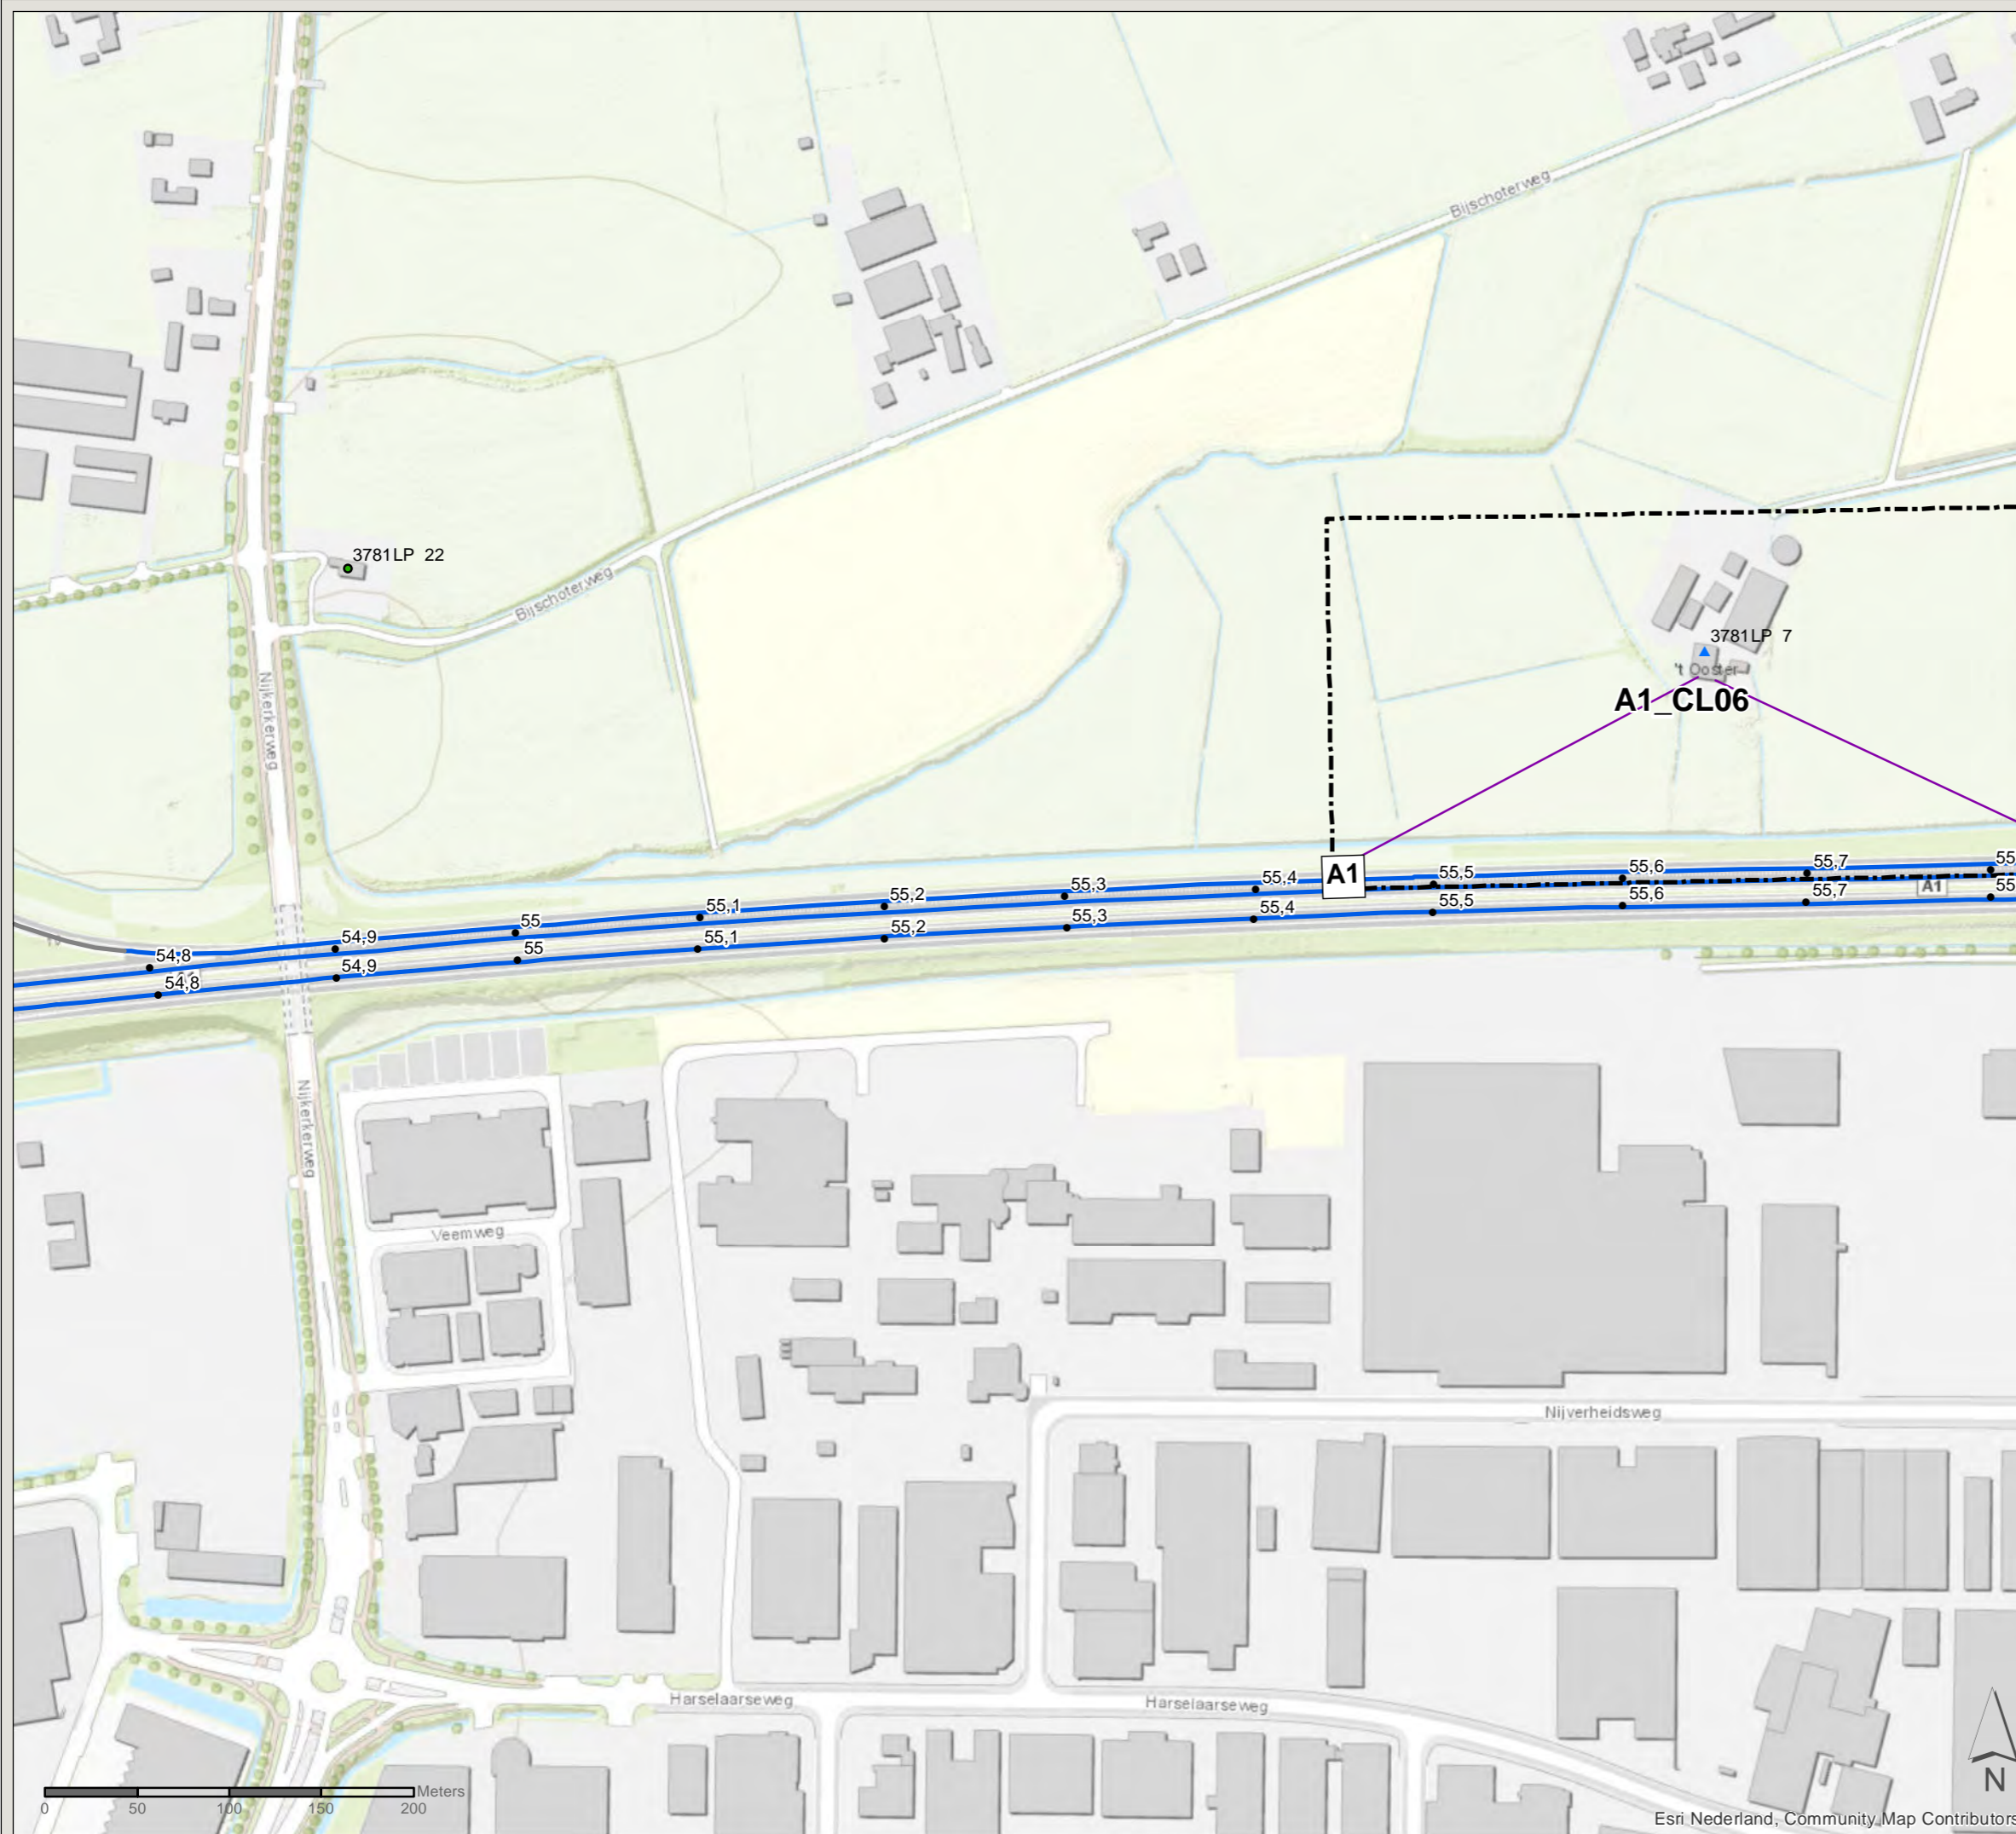 Bijschoterweg
3781LP 22
Bijschoterweg
3781LP 7
't Ooster
A1_CL06
Nijkerkerweg
A1
55,4
55,5
55,6
55,7
55
55,3
55,2
55,1
55
54,9
54,8
A1
55
55,7
55,6
55,5
55,4
55,3
55,2
55,1
55
54,9
54,8
Nijkerkerweg
Veemweg
Nijverheidsweg
Harselaarseweg
Harselaarseweg
Meters
0 50 100 150 200
N
Esri Nederland, Community Map Contributors